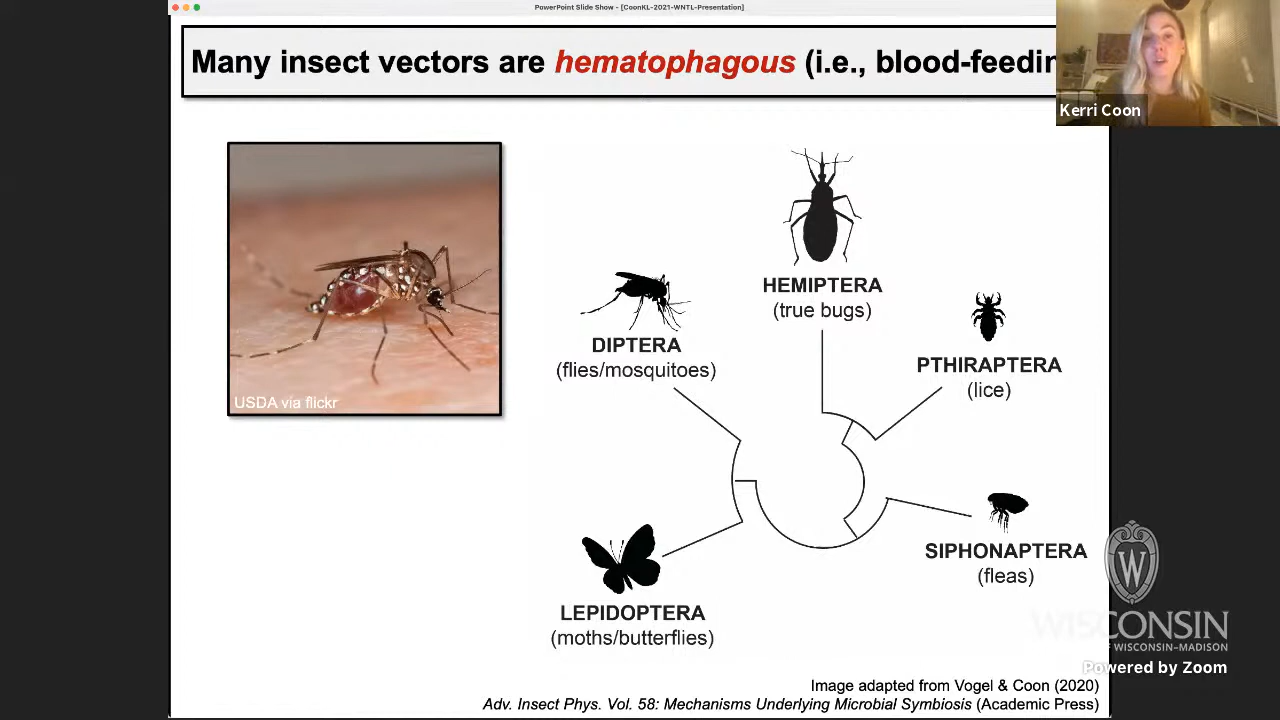 PowerPoint Slide Show - [CoonKL-2021-WNTL-Presentation]
Many insect vectors are hematophagous (i.e., blood-feedin
Kerri Coon
HEMIPTERA
(true bugs)
DIPTERA
(flies/mosquitoes)
PTHIRAPTERA
(lice)
USDA via flickr
SIPHONAPTERA
(fleas)
LEPIDOPTERA
(moths/butterflies)
W
WISCONSIN
OF WISCONSIN–MADISON
Powered by Zoom
Image adapted from Vogel & Coon (2020)
Adv. Insect Phys. Vol. 58: Mechanisms Underlying Microbial Symbiosis (Academic Press)